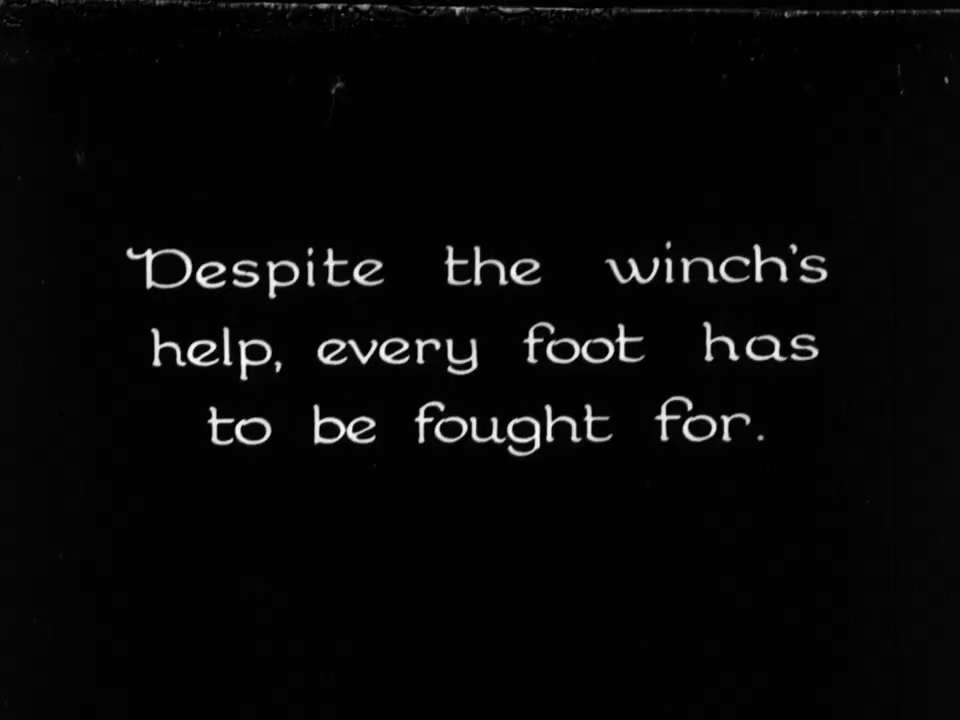 Despite the winch's
help, every foot has
to be fought for.